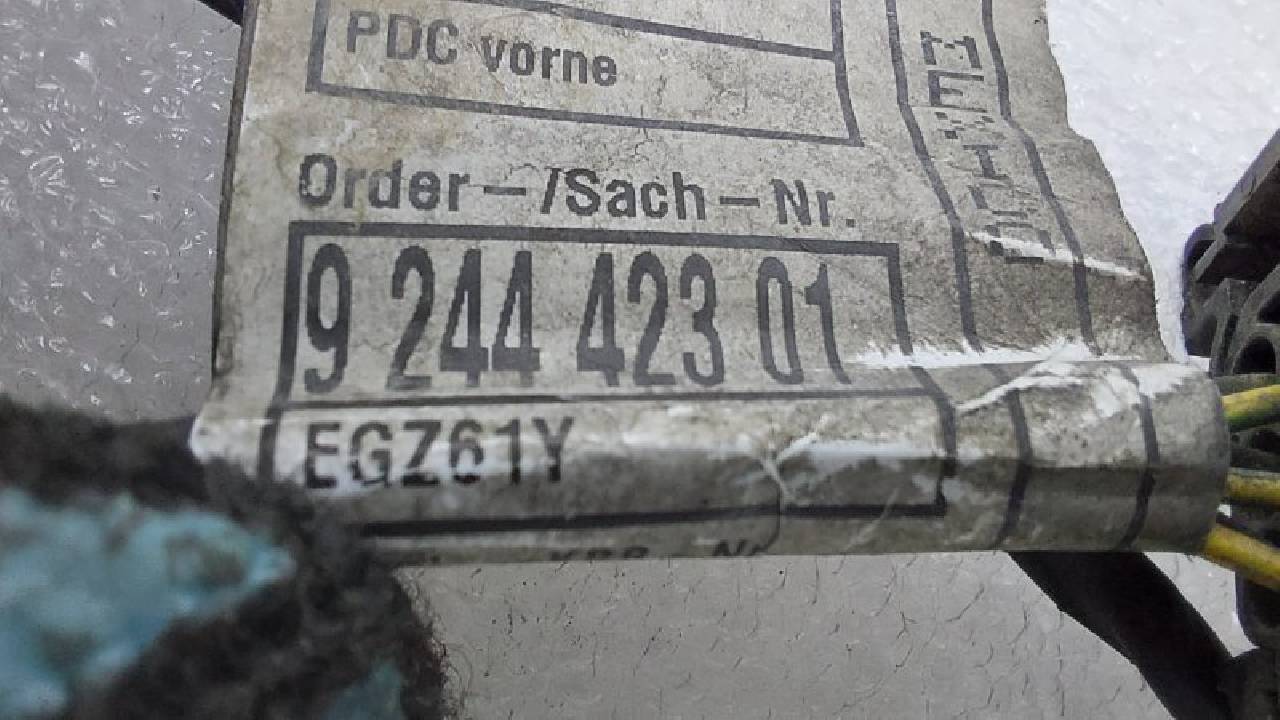 PDC vorne
Order-/Sach-Nr.
9 244 423 01
EGZ61Y